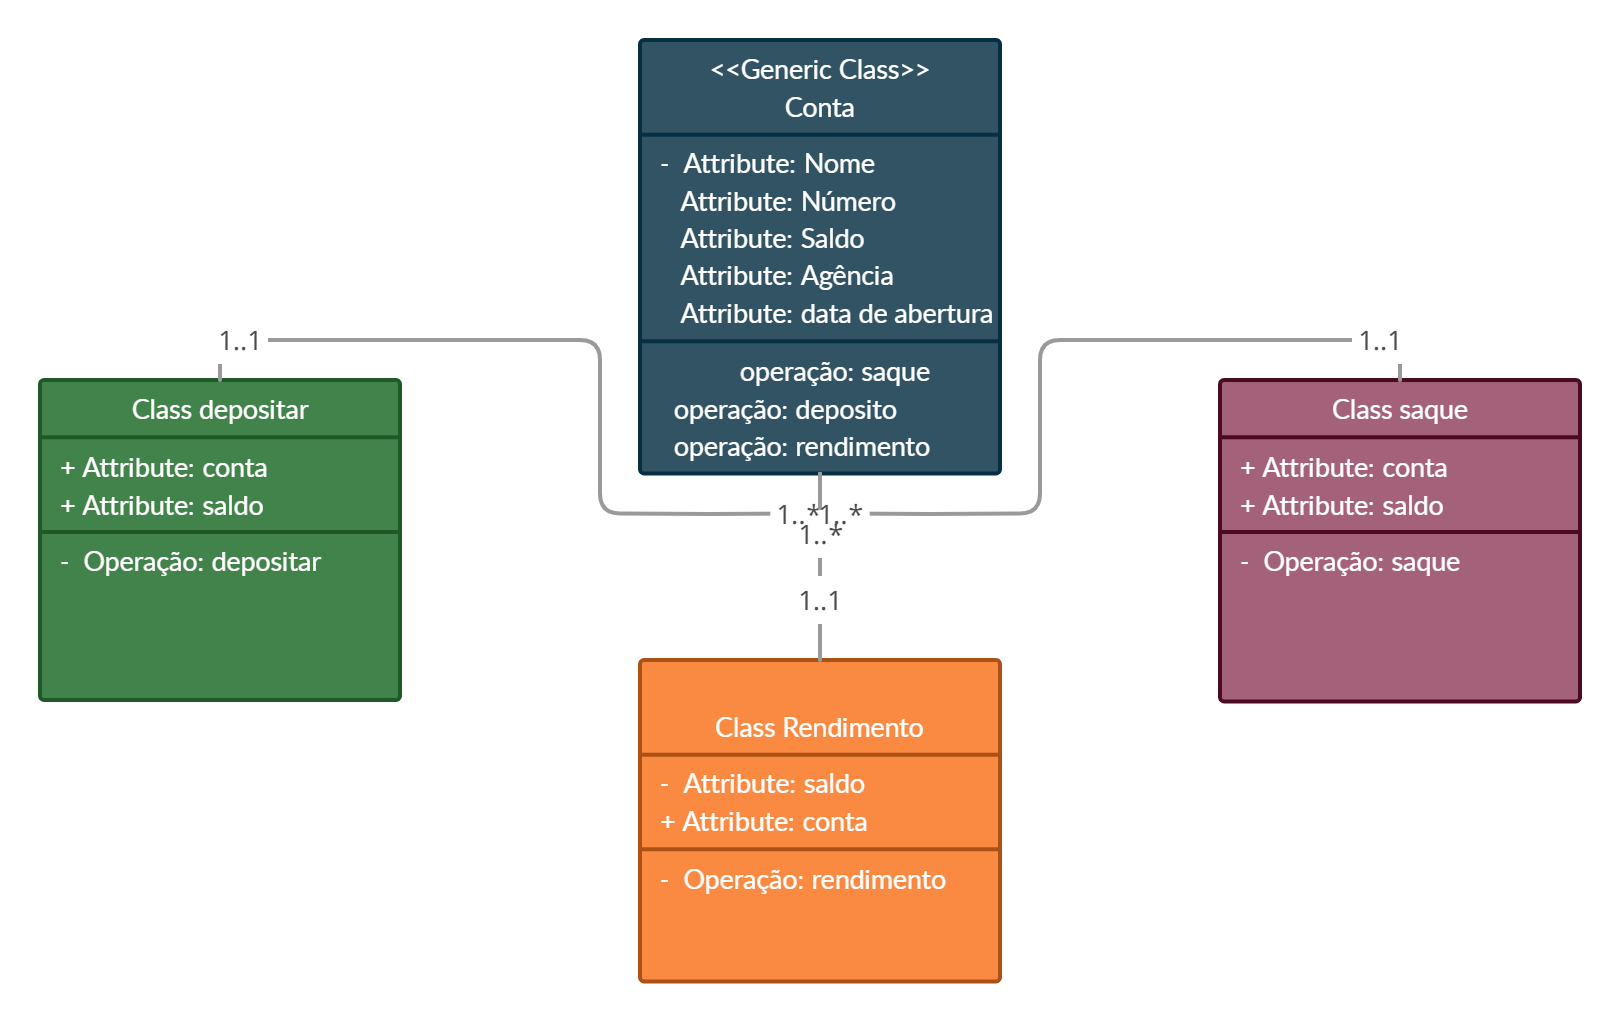 <<Generic Class>>
Conta
- Attribute: Nome
Attribute: Número
Attribute: Saldo
Attribute: Agência
Attribute: data de abertura
operação: saque
operação: deposito
operação: rendimento
1..1
Class depositar
+ Attribute: conta
+ Attribute: saldo
- Operação: depositar
1..1
Class saque
+ Attribute: conta
+ Attribute: saldo
- Operação: saque
1..*
1..*
1..*
1..1
Class Rendimento
- Attribute: saldo
+ Attribute: conta
- Operação: rendimento